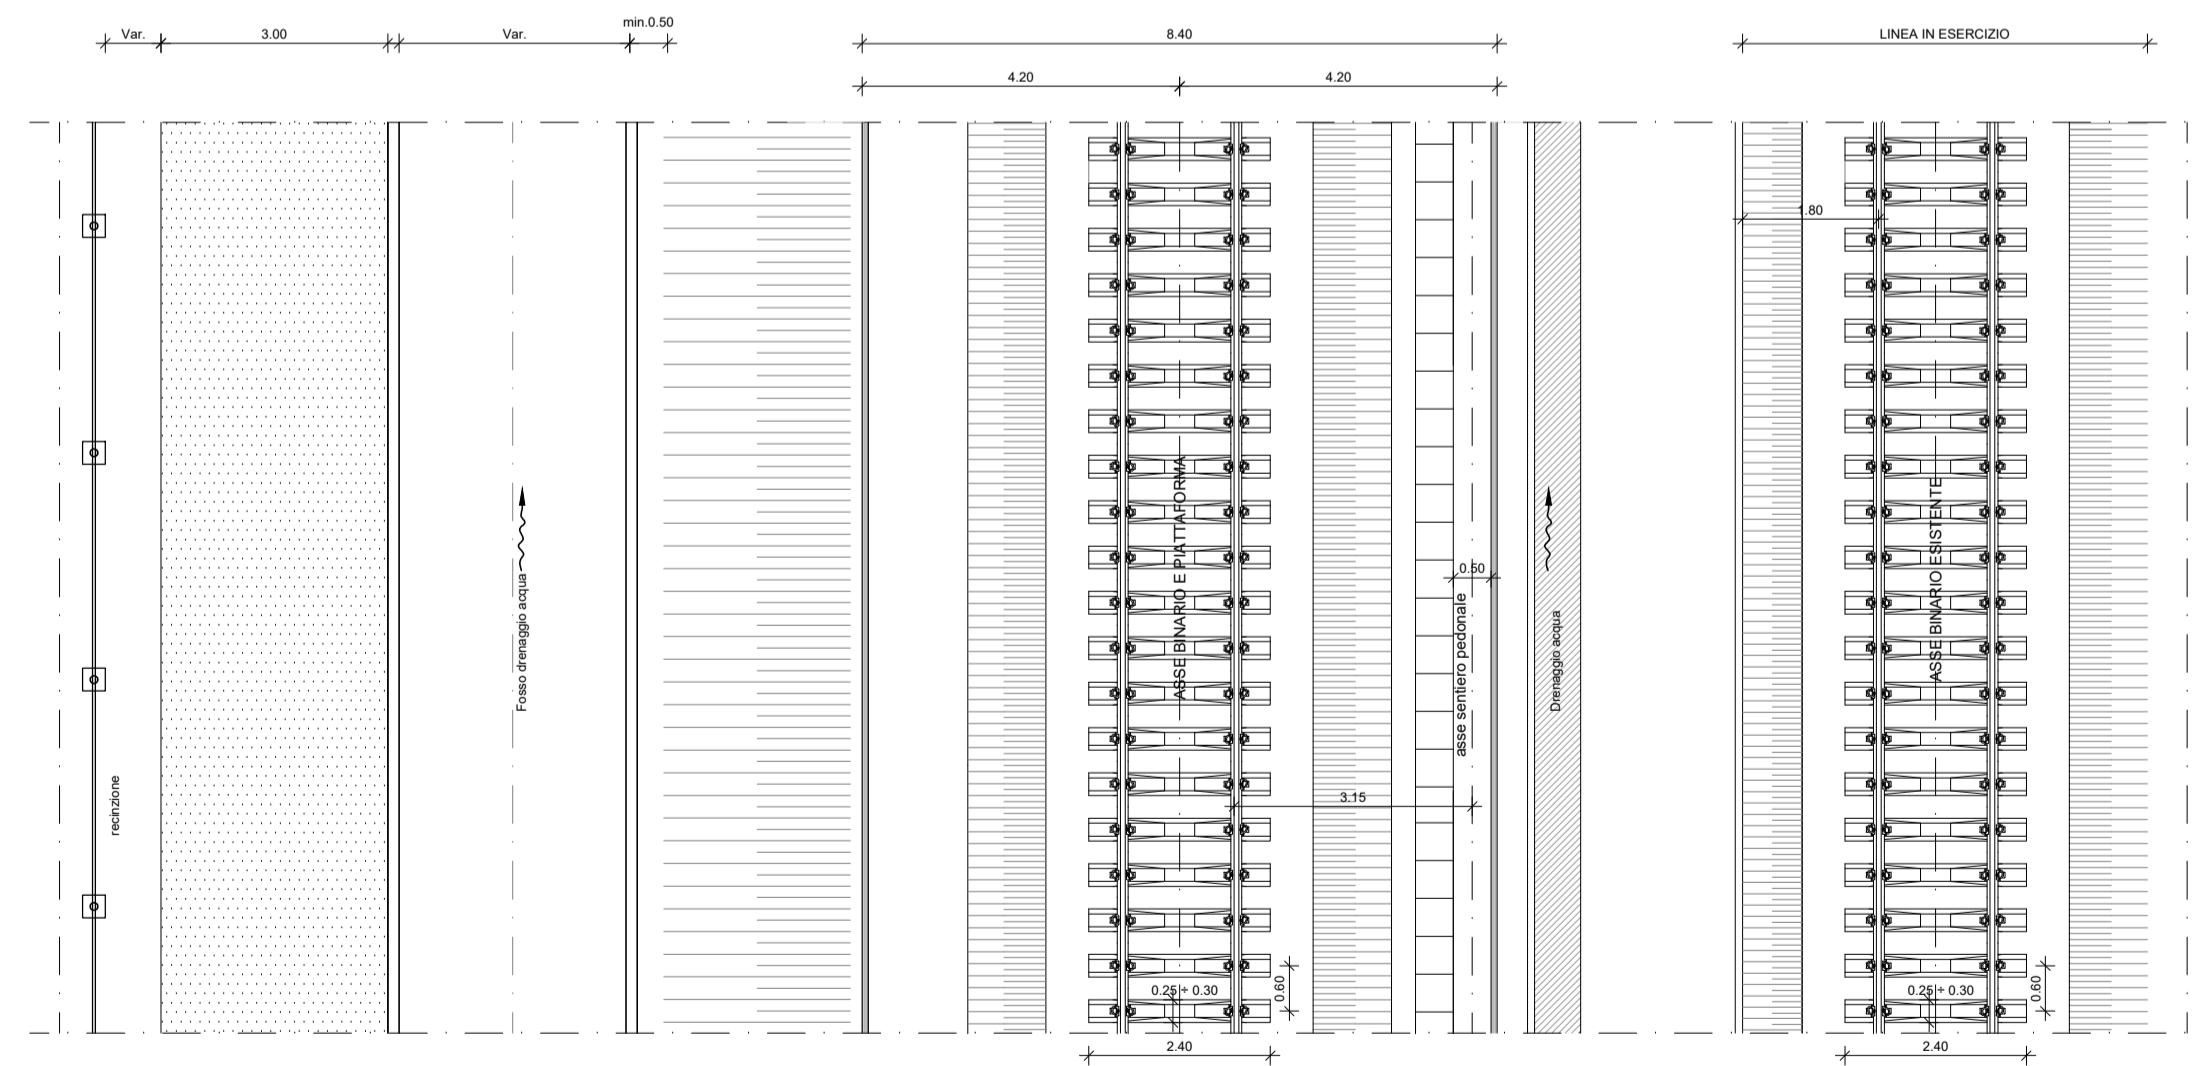 min.0.50
Var.
3.00
Var.
8.40
LINEA IN ESERCIZIO
4.20
4.20
1.80
ASSE BINARIO E PIATTAFORMA
ASSE BINARIO ESISTENTE
0.50
Fosso drenaggio acqua
asse sentiero pedonale
Drenaggio acqua
recinzione
3.15
0.25 ÷ 0.30
0.60
0.25 ÷ 0.30
0.60
2.40
2.40